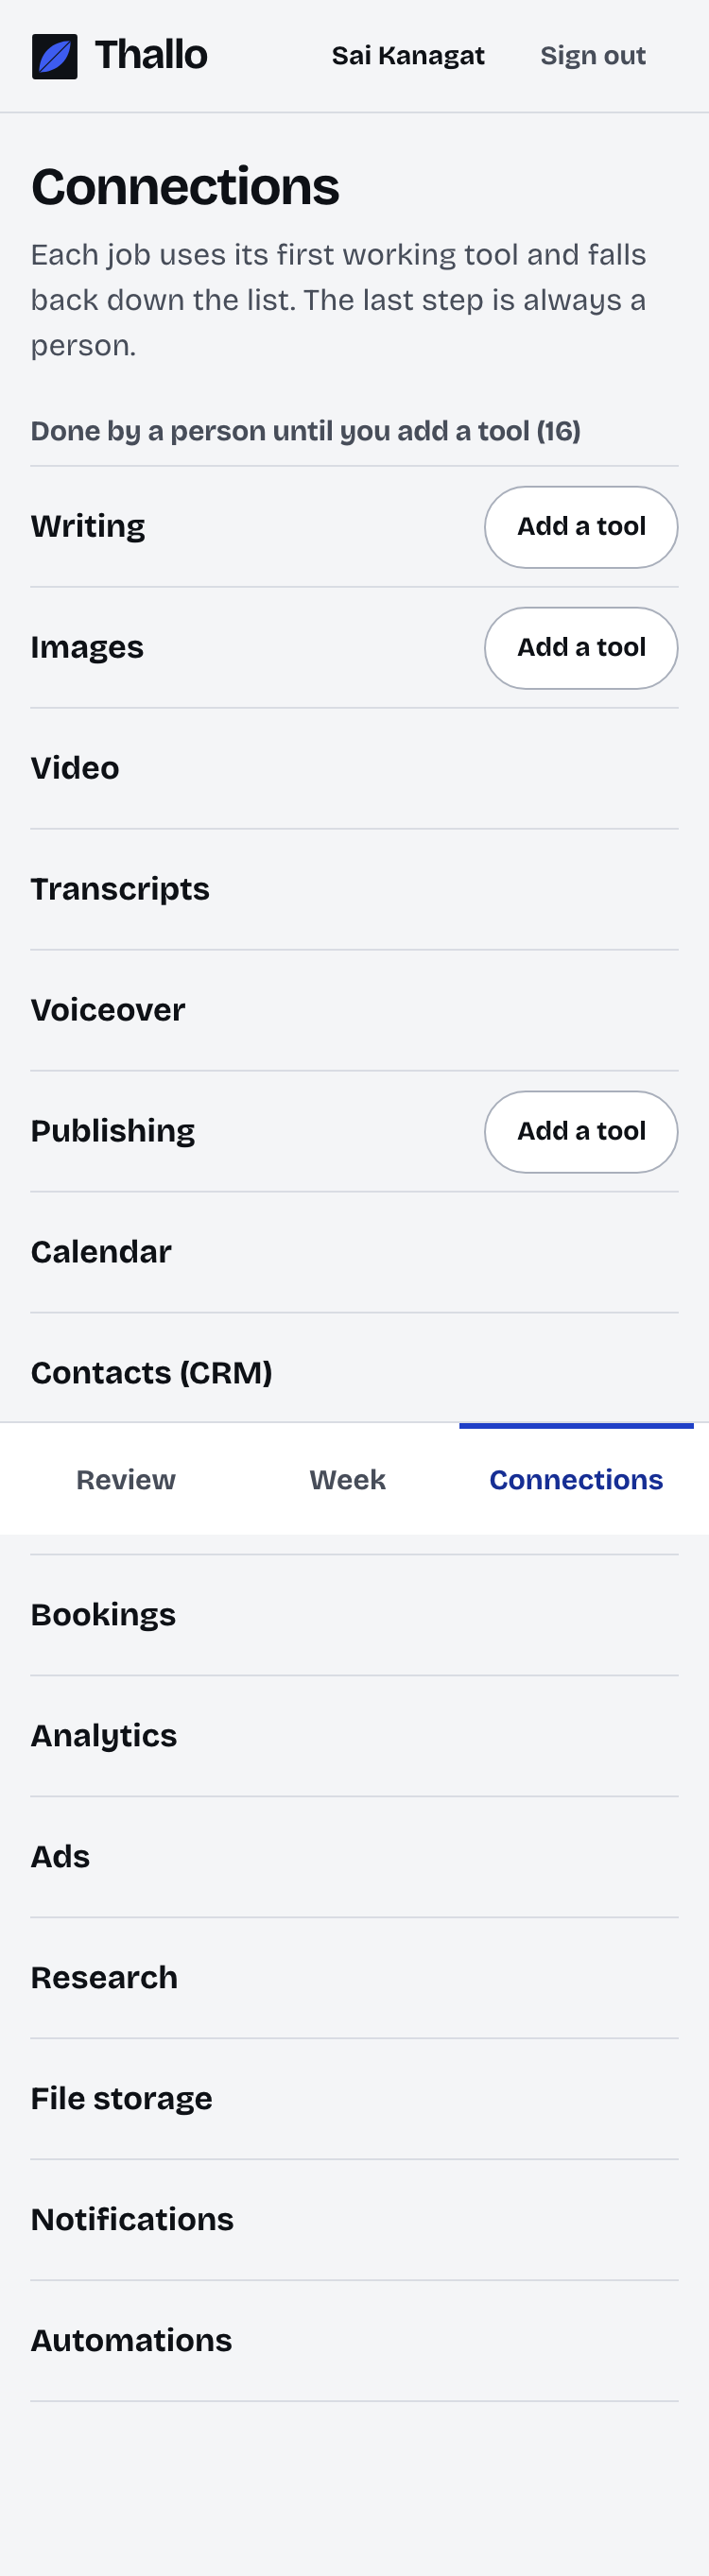 Thallo
Sai Kanagat
Sign out
Connections
Each job uses its first working tool and falls
back down the list. The last step is always a
person.
Done by a person until you add a tool (16)
Writing
Add a tool
Images
Add a tool
Video
Transcripts
Voiceover
Publishing
Add a tool
Calendar
Contacts (CRM)
Review
Week
Connections
Bookings
Analytics
Ads
Research
File storage
Notifications
Automations